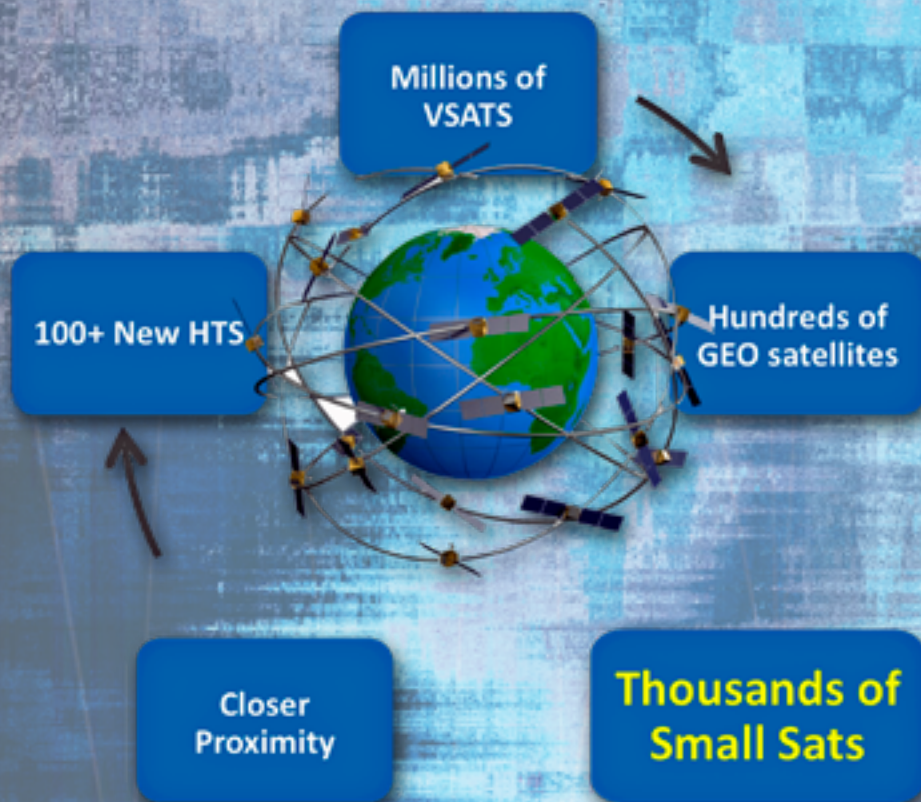 Millions of
VSATS
100+ New HTS
Hundreds of
GEO satellites
Closer
Proximity
Thousands of
Small Sats